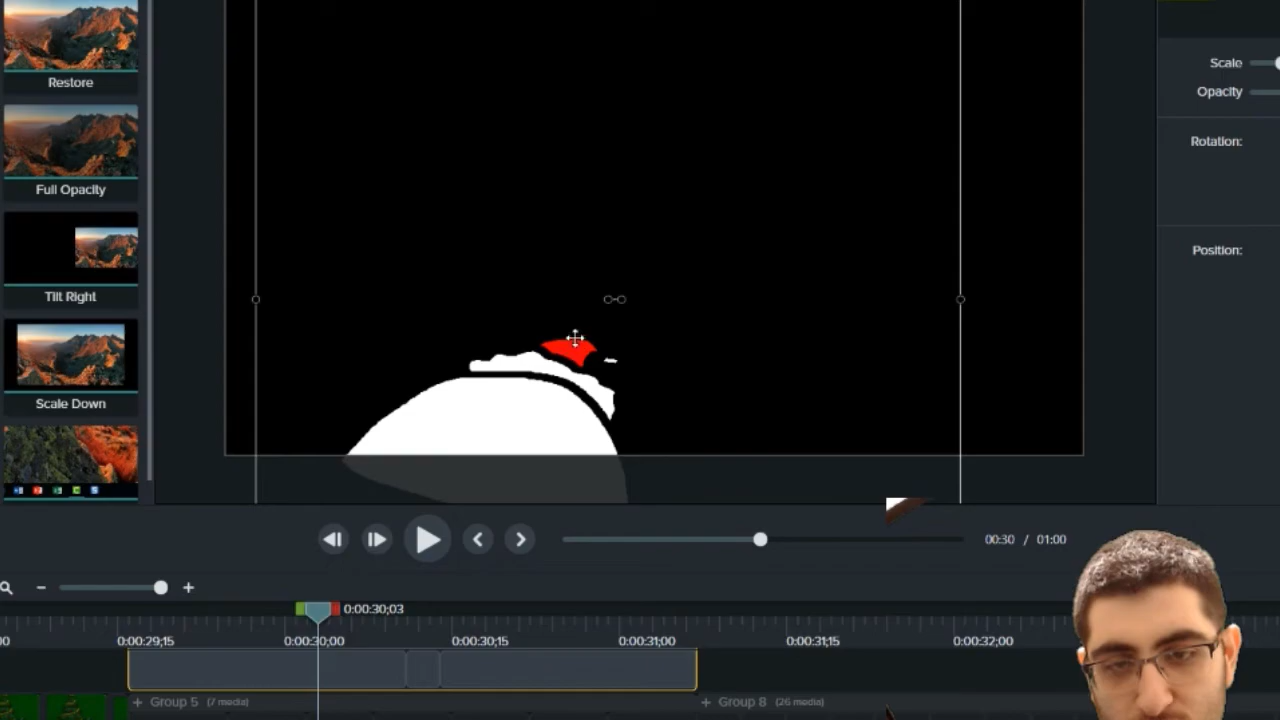 Restore
Full Opacity
Tilt Right
Scale Down
Scale
Opacity
Rotation:
Position:
00:30 / 01:00
0:00:30;03
00
0:00:29;15
0:00:30;00
0:00:30;15
0:00:31;00
0:00:31;15
0:00:32;00
+ Group 5 (7 media)
+ Group 8 (26 media)